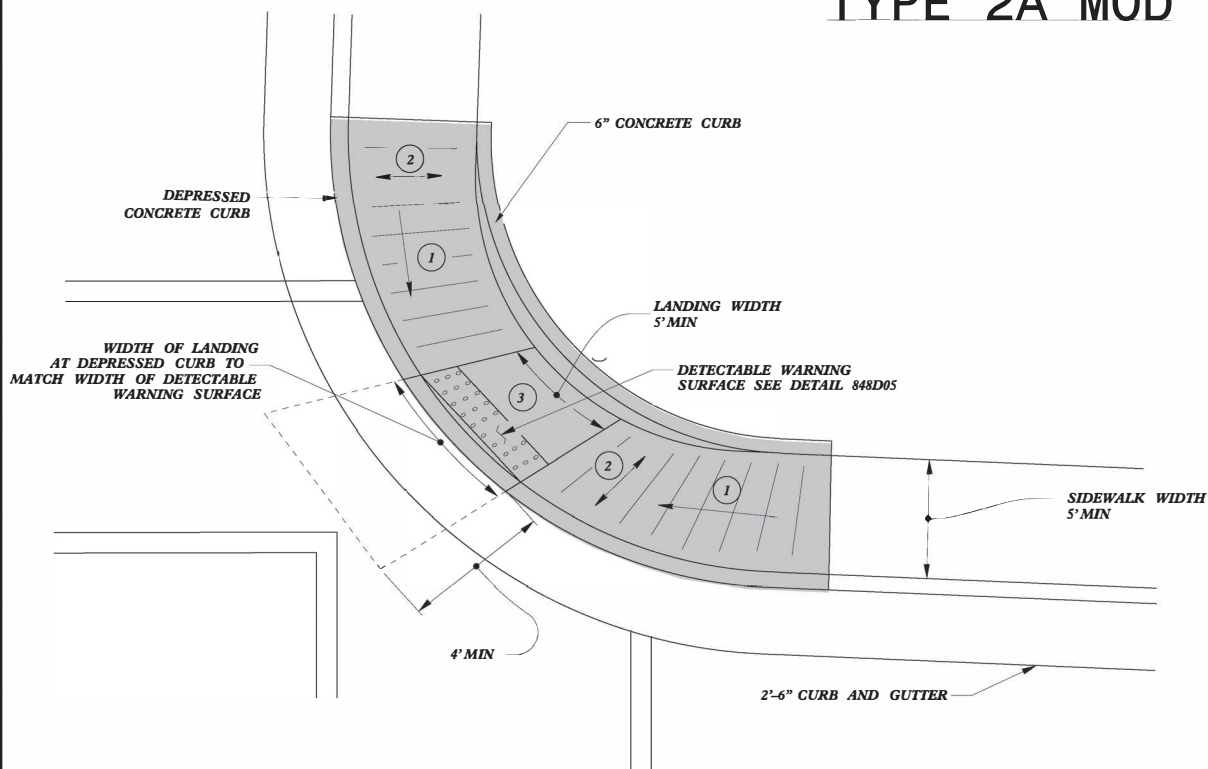 TYPE 2A MOD
6" CONCRETE CURB
2
DEPRESSED
CONCRETE CURB
1
LANDING WIDTH
5' MIN
WIDTH OF LANDING
AT DEPRESSED CURB TO
MATCH WIDTH OF DETECTABLE
WARNING SURFACE
DETECTABLE WARNING
SURFACE SEE DETAIL 848D05
3
2
1
SIDEWALK WIDTH
5' MIN
4' MIN
2'-6" CURB AND GUTTER